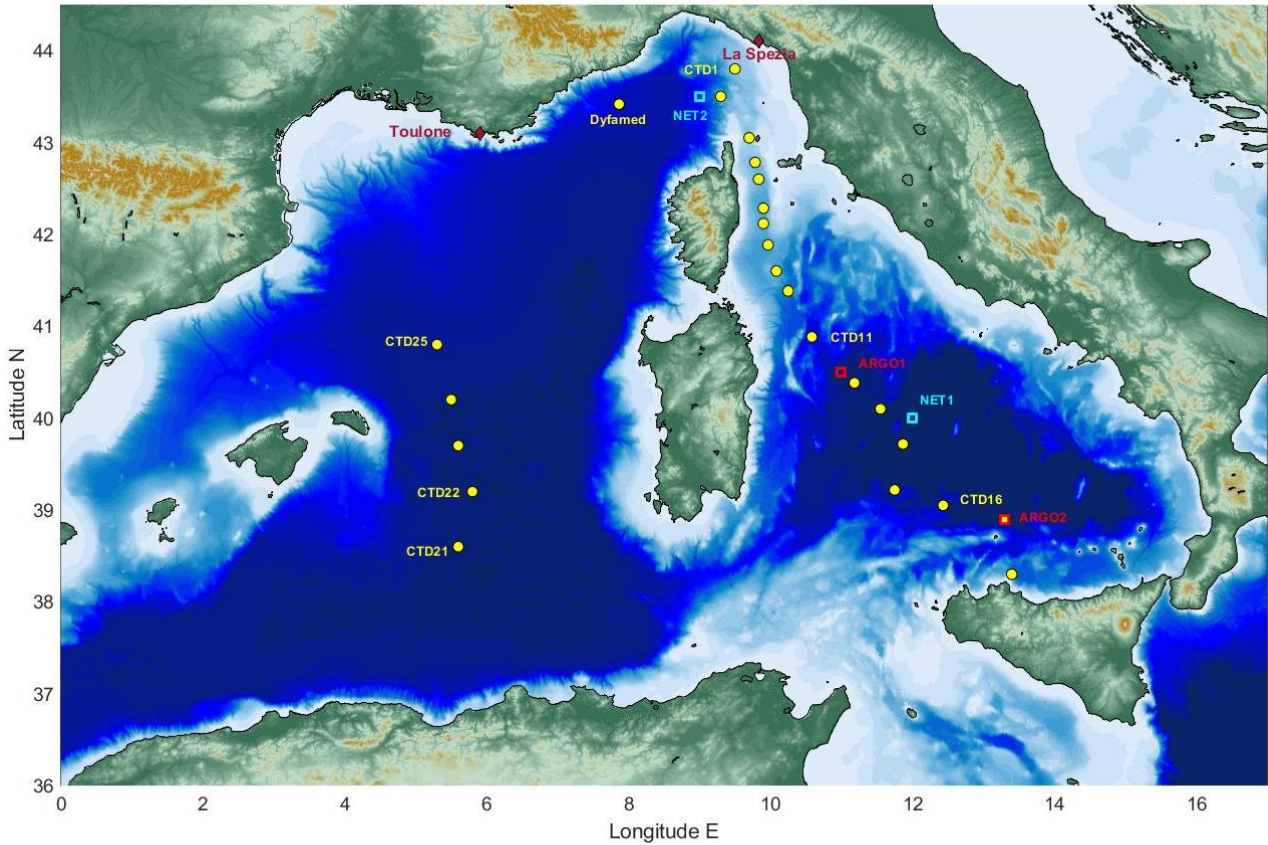 44
La Spezia
CTD1
NET2
Dyfamed
Toulone
43
42
41
CTD25
CTD11
ARGO1
40
NET1
CTD22
CTD16
39
ARGO2
CTD21
38
37
36
0 2 4 6 8 10 12 14 16
Longitude E
Latitude N